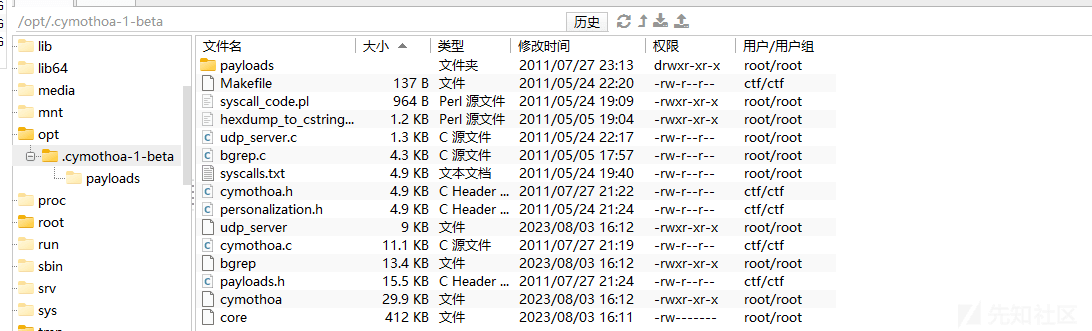 /opt/.cymothoa-1-beta 历史
lib
lib64
media
mnt
opt
.cymothoa-1-beta
payloads
proc
root
run
sbin
srv
sys
文件名 大小 类型 修改时间 权限 用户/用户组
payloads 文件夹 2011/07/27 23:13 drwxr-xr-x root/root
Makefile 137 B 文件 2011/05/24 22:20 -rw-r--r-- ctf/ctf
syscall_code.pl 964 B Perl 源文件 2011/05/24 19:09 -rwxr-xr-x root/root
hexdump_to_cstring... 1.2 KB Perl 源文件 2011/05/05 19:04 -rwxr-xr-x root/root
udp_server.c 1.3 KB C 源文件 2011/05/24 22:17 -rw-r--r-- ctf/ctf
bgrep.c 4.3 KB C 源文件 2011/05/05 17:57 -rw-r--r-- root/root
syscalls.txt 4.9 KB 文本文档 2011/05/24 19:40 -rw-r--r-- root/root
cymothoa.h 4.9 KB C Header ... 2011/07/27 21:22 -rw-r--r-- ctf/ctf
personalization.h 4.9 KB C Header ... 2011/05/24 21:24 -rw-r--r-- ctf/ctf
udp_server 9 KB 文件 2023/08/03 16:12 -rwxr-xr-x root/root
cymothoa.c 11.1 KB C 源文件 2011/07/27 21:19 -rw-r--r-- ctf/ctf
bgrep 13.4 KB 文件 2023/08/03 16:12 -rwxr-xr-x root/root
payloads.h 15.5 KB C Header ... 2011/07/27 21:24 -rw-r--r-- ctf/ctf
cymothoa 29.9 KB 文件 2023/08/03 16:12 -rwxr-xr-x root/root
core 412 KB 文件 2023/08/03 16:11 -rw------- root/root
先知社区